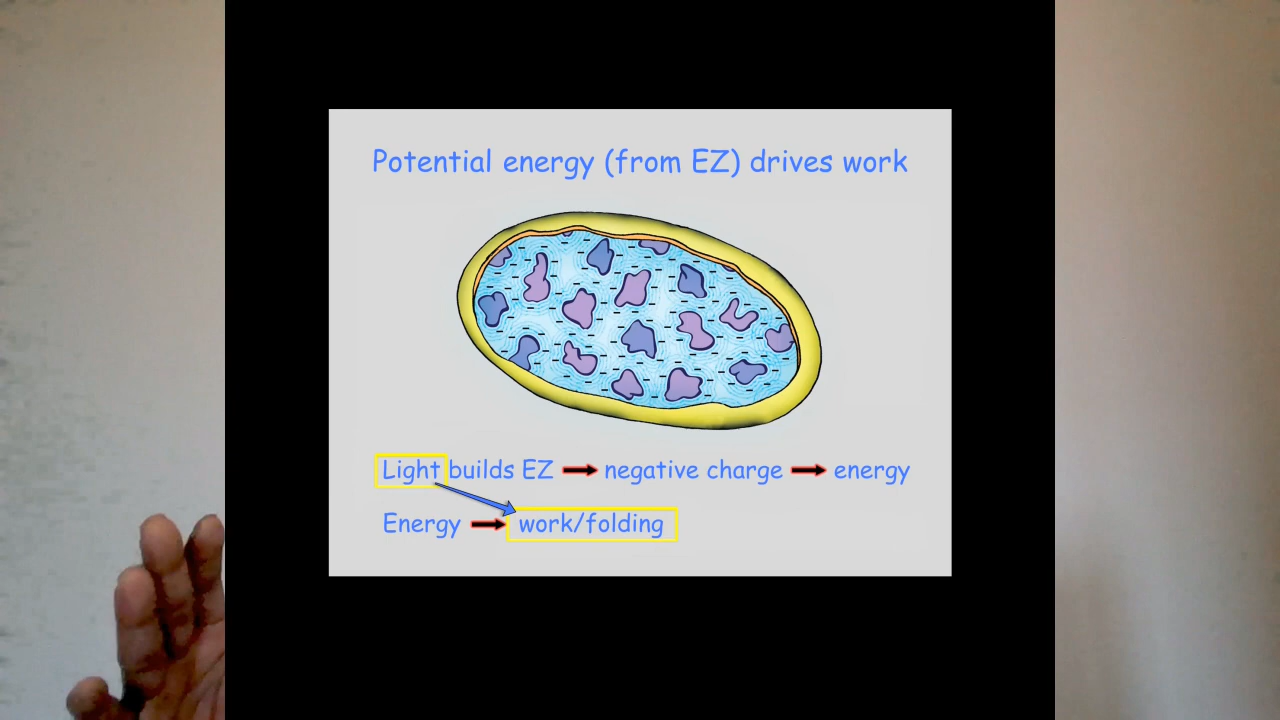 Potential energy (from EZ) drives work
Light builds EZ → negative charge → energy
Energy → work/folding